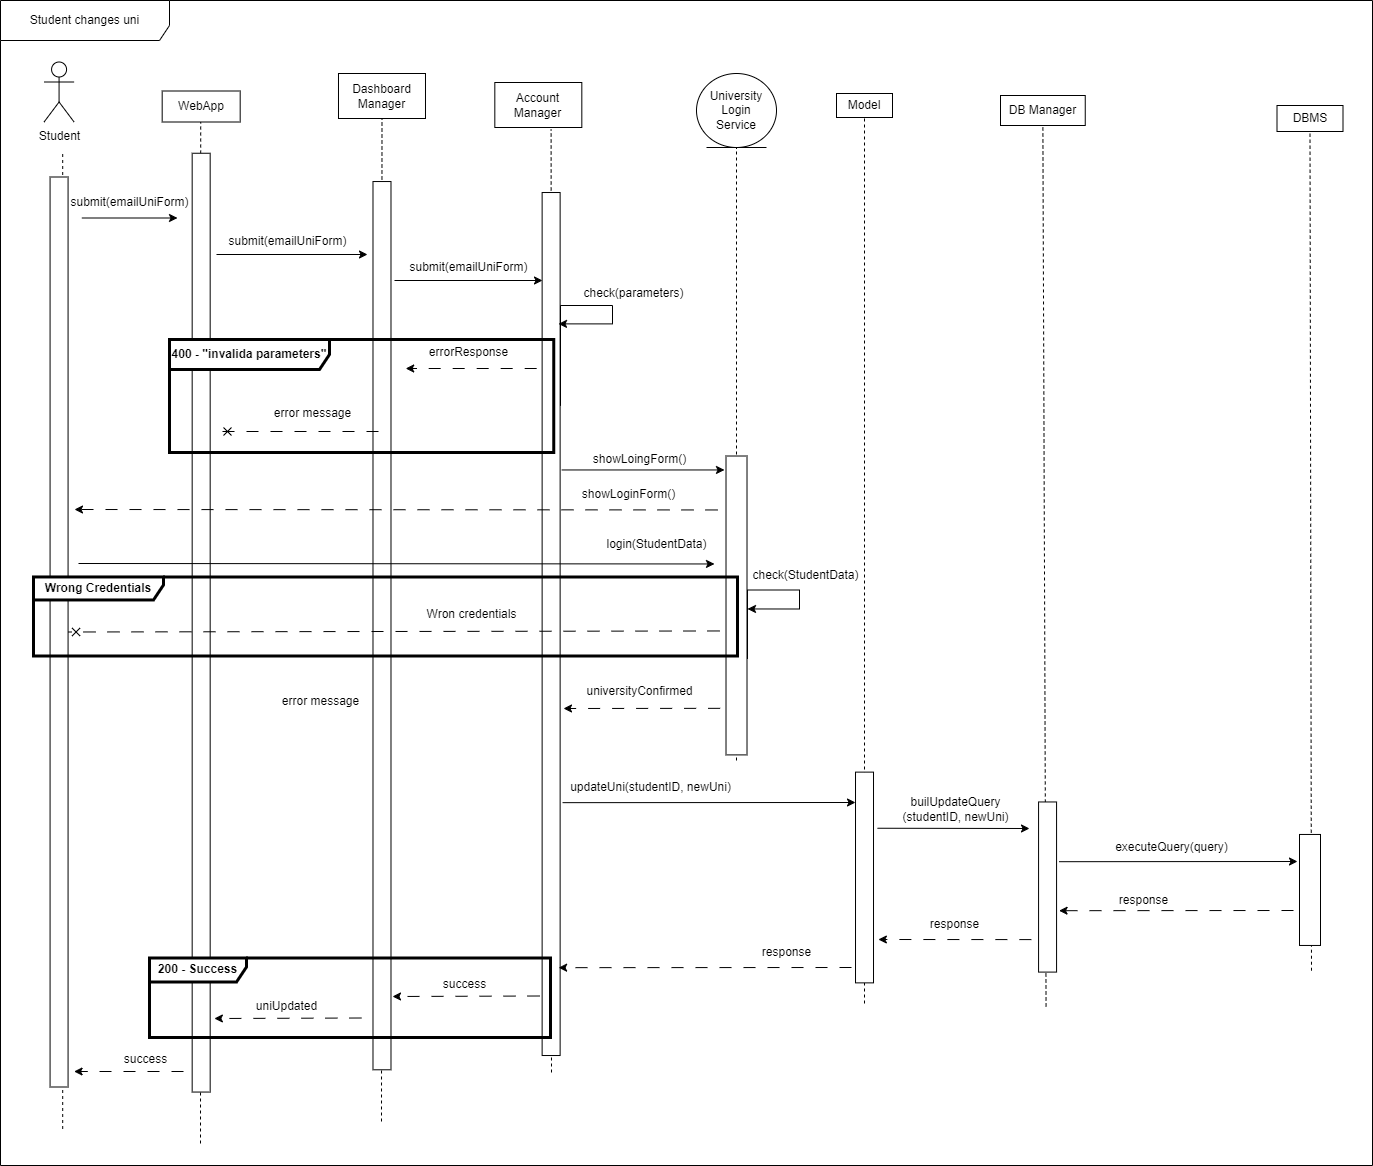 Student changes uni
Student
WebApp
Dashboard
Manager
Account
Manager
University
Login
Service
Model
DB Manager
DBMS
submit(emailUniForm)
submit(emailUniForm)
submit(emailUniForm)
check(parameters)
400 - "invalida parameters"
errorResponse
error message
showLoingForm()
showLoginForm()
login(StudentData)
Wrong Credentials
check(StudentData)
Wron credentials
universityConfirmed
error message
updateUni(studentID, newUni)
builUpdateQuery
(studentID, newUni)
executeQuery(query)
response
response
response
200 - Success
success
uniUpdated
success